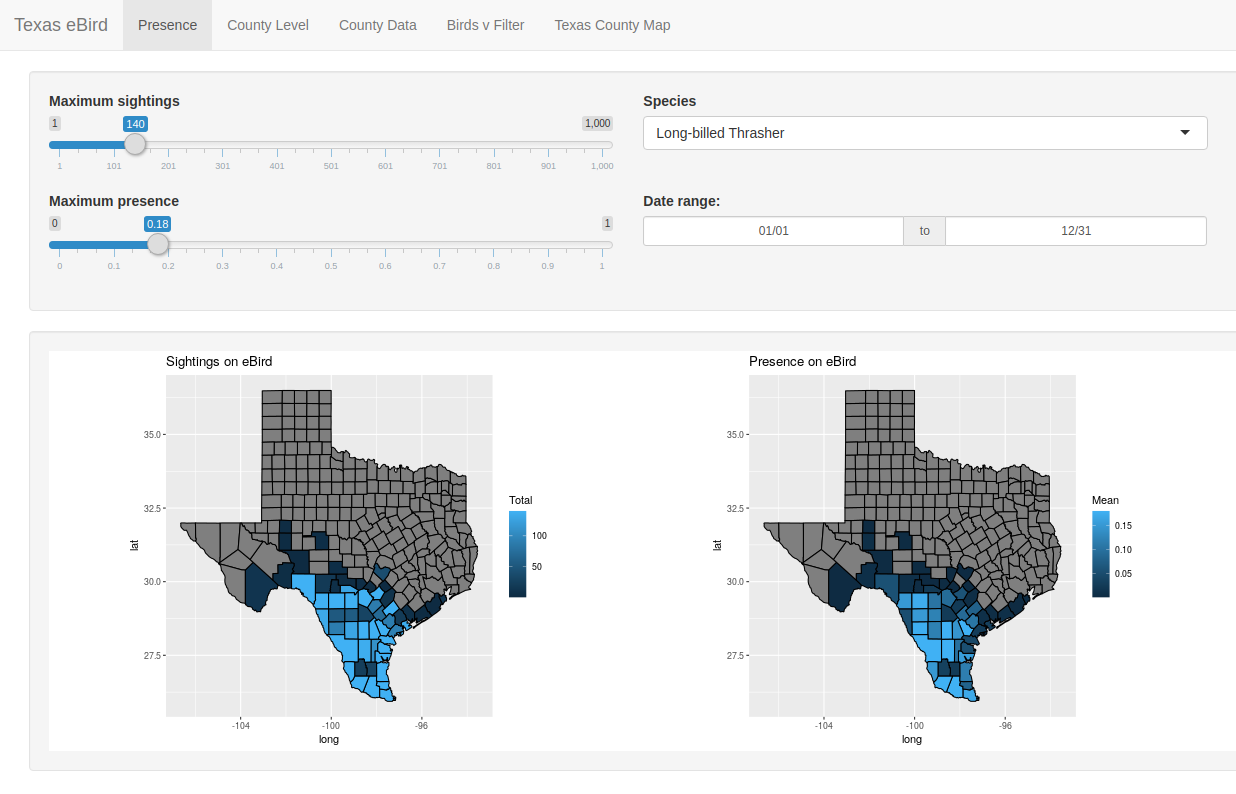 Texas eBird Presence County Level County Data Birds v Filter Texas County Map
Maximum sightings
1 140 1,000
1 101 201 301 401 501 601 701 801 901 1,000
Species
Long-billed Thrasher
Maximum presence
0 0.18 1
0 0.1 0.2 0.3 0.4 0.5 0.6 0.7 0.8 0.9 1
Date range:
01/01 to 12/31
Sightings on eBird
35.0
32.5
30.0
27.5
lat
-104 -100 -96
long
Total
100
50
Presence on eBird
35.0
32.5
30.0
27.5
lat
-104 -100 -96
long
Mean
0.15
0.10
0.05